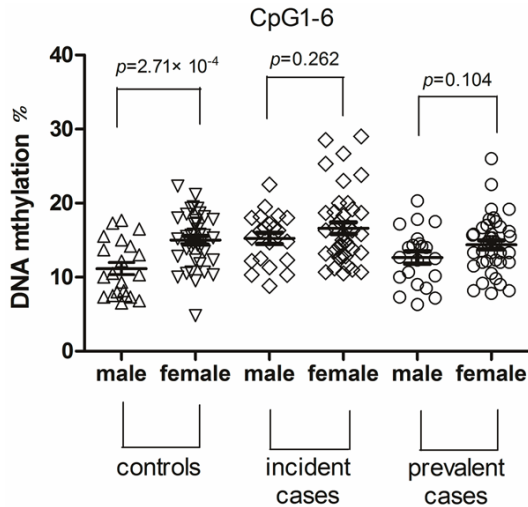 CpG1-6
p=2.71× 10⁻⁴
p=0.262
p=0.104
DNA mthylation %
40
30
20
10
0
male female male female male female
controls
incident
cases
prevalent
cases